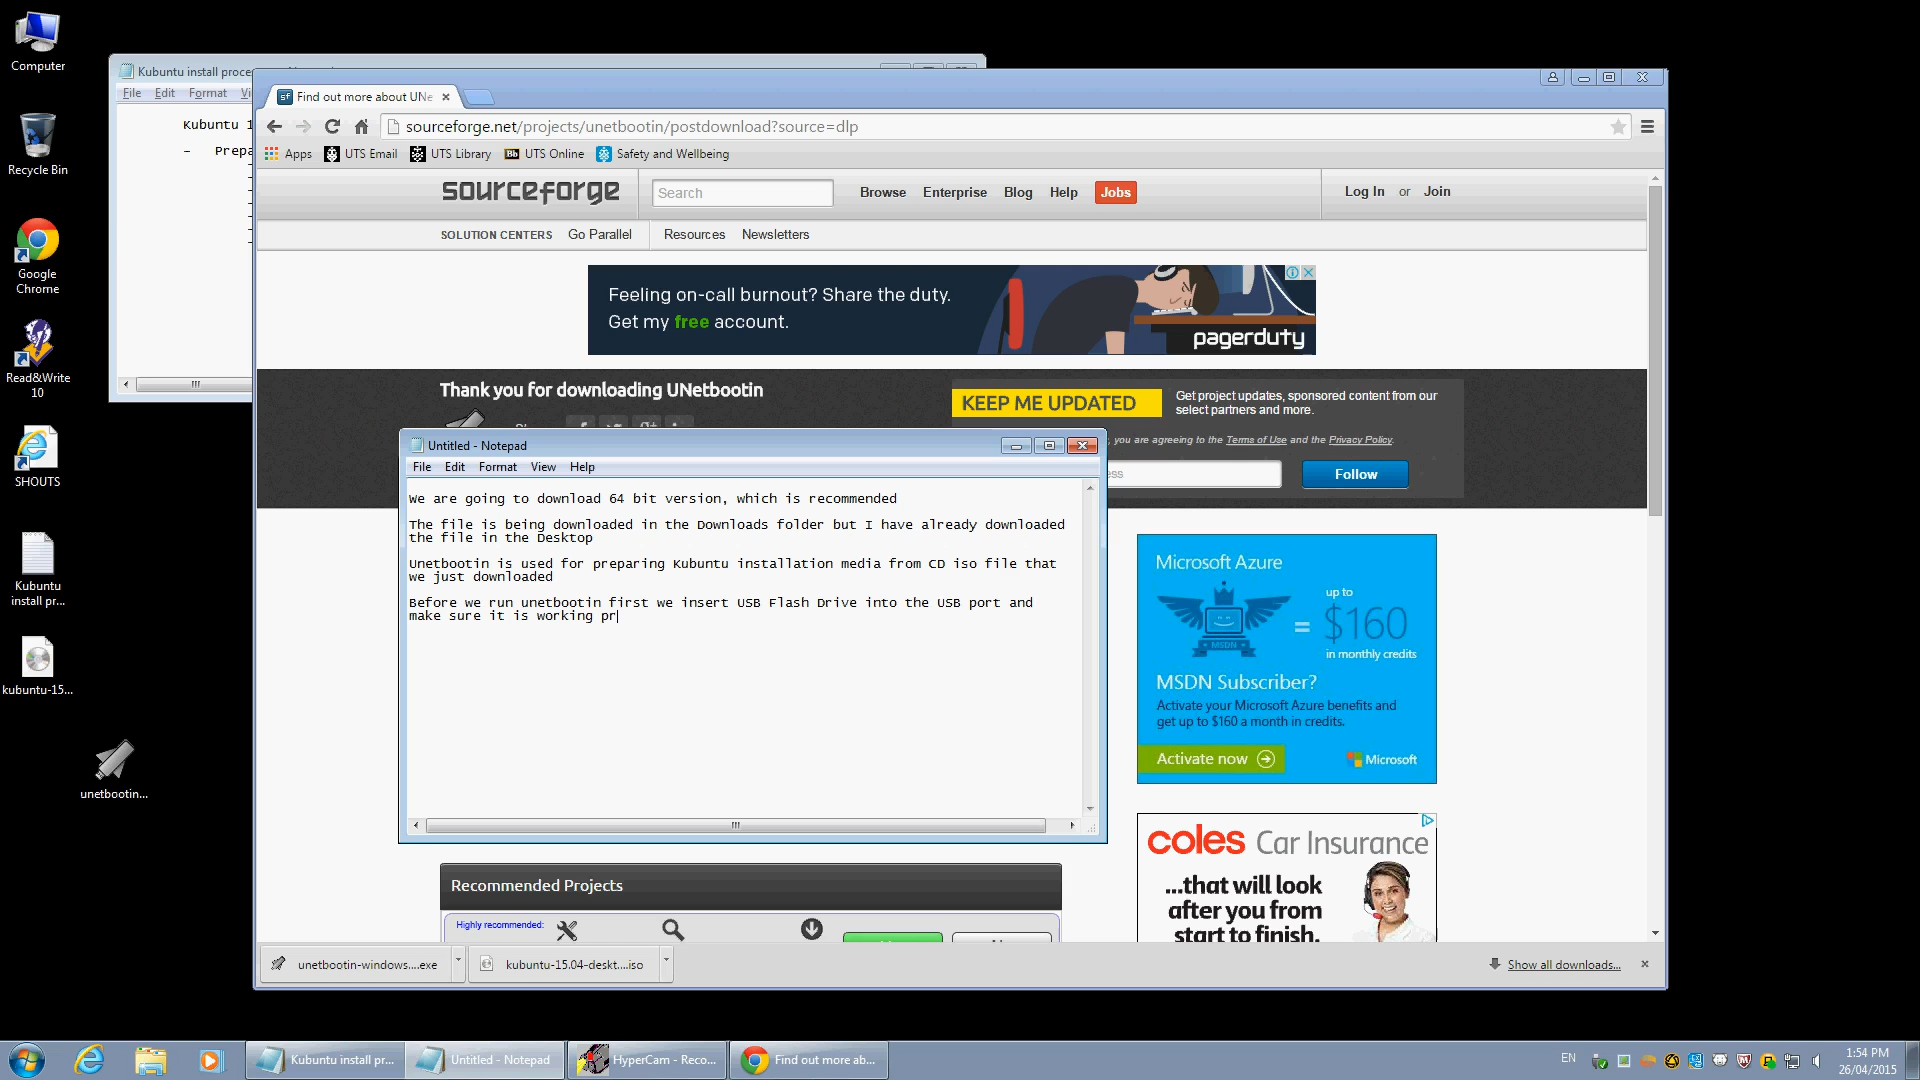 Computer
Recycle Bin
Google
Chrome
Read&Write
10
SHOUTS
Kubuntu
install pr...
kubuntu-15...
unetbootin...
Kubuntu install proce
File Edit Format
Kubuntu
- Prepa
Find out more about UNe
sourceforge.net/projects/unetbootin/postdownload?source=dlp
Apps UTS Email UTS Library Bb UTS Online Safety and Wellbeing
sourceforge Search Browse Enterprise Blog Help Jobs Log In or Join
SOLUTION CENTERS Go Parallel Resources Newsletters
Feeling on-call burnout? Share the duty.
Get my free account.
pagerduty
Thank you for downloading UNetbootin
KEEP ME UPDATED
Get project updates, sponsored content from our
select partners and more.
, you are agreeing to the Terms of Use and the Privacy Policy.
ess Follow
Untitled - Notepad
File Edit Format View Help
We are going to download 64 bit version, which is recommended
The file is being downloaded in the Downloads folder but I have already downloaded
the file in the Desktop
Unetbootin is used for preparing Kubuntu installation media from CD iso file that
we just downloaded
Before we run unetbootin first we insert USB Flash Drive into the USB port and
make sure it is working pr
Microsoft Azure
MSDN
up to
= $160
in monthly credits
MSDN Subscriber?
Activate your Microsoft Azure benefits and
get up to $160 a month in credits.
Activate now Microsoft
coles Car Insurance
...that will look
after you from
start to finish.
Recommended Projects
Highly recommended:
unetbootin-windows....exe kubuntu-15.04-deskt....iso Show all downloads...
Kubuntu install pr... Untitled - Notepad HyperCam - Reco... Find out more ab... EN
1:54 PM
26/04/2015